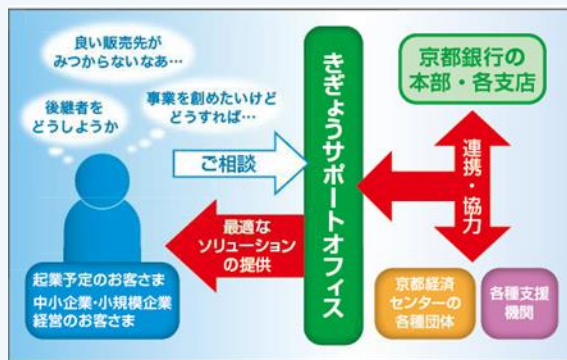 良い販売先が
みつからないなあ…
後継者を
どうしようか
事業を創めたいけど
どうすれば…
ご相談
最適な
ソリューション
の提供
起業予定のお客さま
中小企業・小規模企業
経営のお客さま
きぎょうサポートオフィス
京都銀行の
本部・各支店
連携・協力
京都経済
センターの
各種団体
各種支援
機関